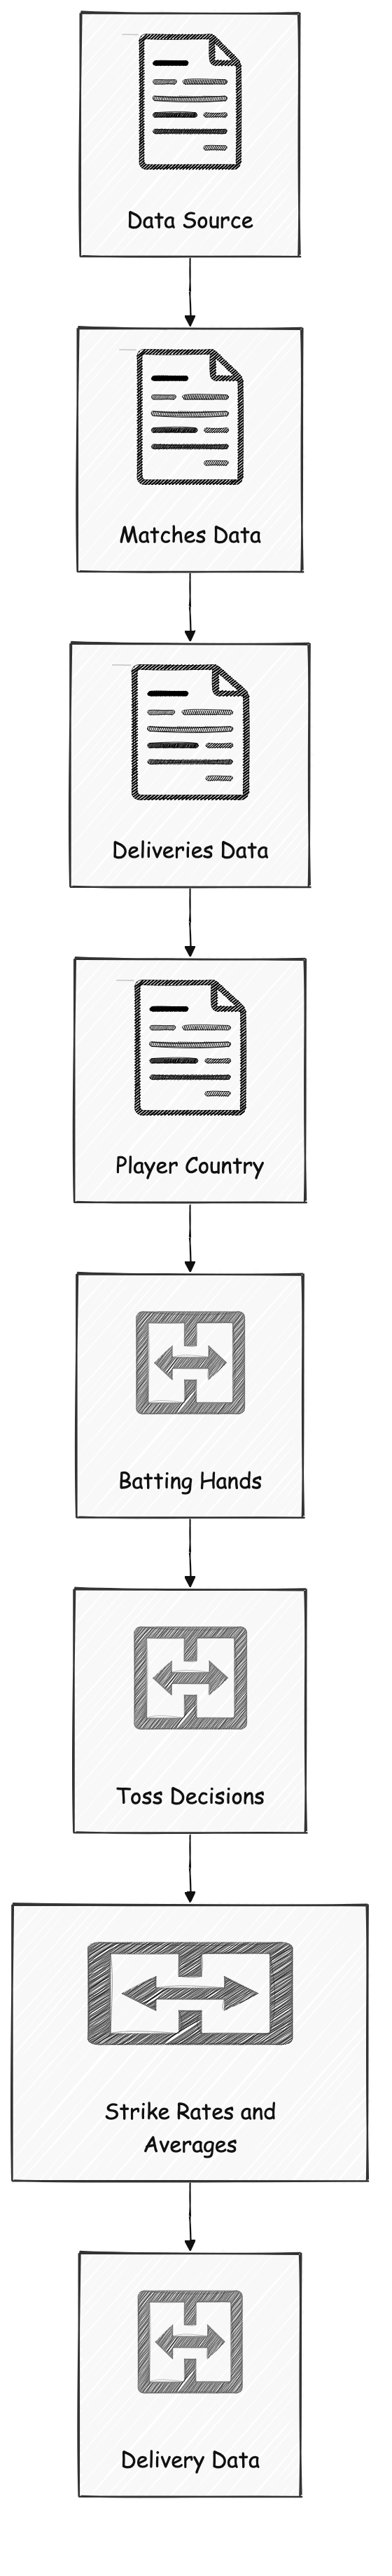 Data Source
Matches Data
Deliveries Data
Player Country
Batting Hands
Toss Decisions
Strike Rates and
Averages
Delivery Data